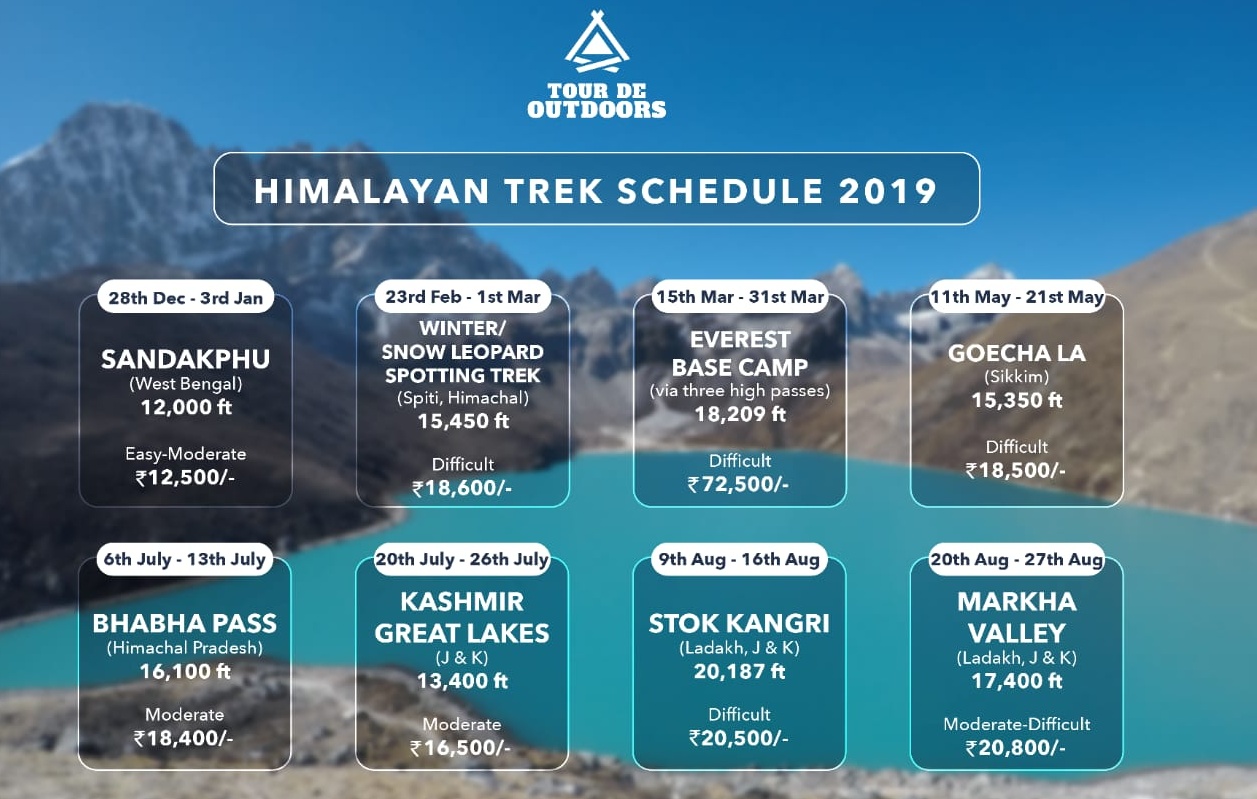 TOUR DE
OUTDOORS
HIMALAYAN TREK SCHEDULE 2019
28th Dec - 3rd Jan
SANDAKPHU
(West Bengal)
12,000 ft
Easy-Moderate
₹12,500/-
23rd Feb - 1st Mar
WINTER/
SNOW LEOPARD
SPOTTING TREK
(Spiti, Himachal)
15,450 ft
Difficult
₹18,600/-
15th Mar - 31st Mar
EVEREST
BASE CAMP
(via three high passes)
18,209 ft
Difficult
₹72,500/-
11th May - 21st May
GOECHA LA
(Sikkim)
15,350 ft
Difficult
₹18,500/-
6th July - 13th July
BHABHA PASS
(Himachal Pradesh)
16,100 ft
Moderate
₹18,400/-
20th July - 26th July
KASHMIR
GREAT LAKES
(J & K)
13,400 ft
Moderate
₹16,500/-
9th Aug - 16th Aug
STOK KANGRI
(Ladakh, J & K)
20,187 ft
Difficult
₹20,500/-
20th Aug - 27th Aug
MARKHA
VALLEY
(Ladakh, J & K)
17,400 ft
Moderate-Difficult
₹20,800/-